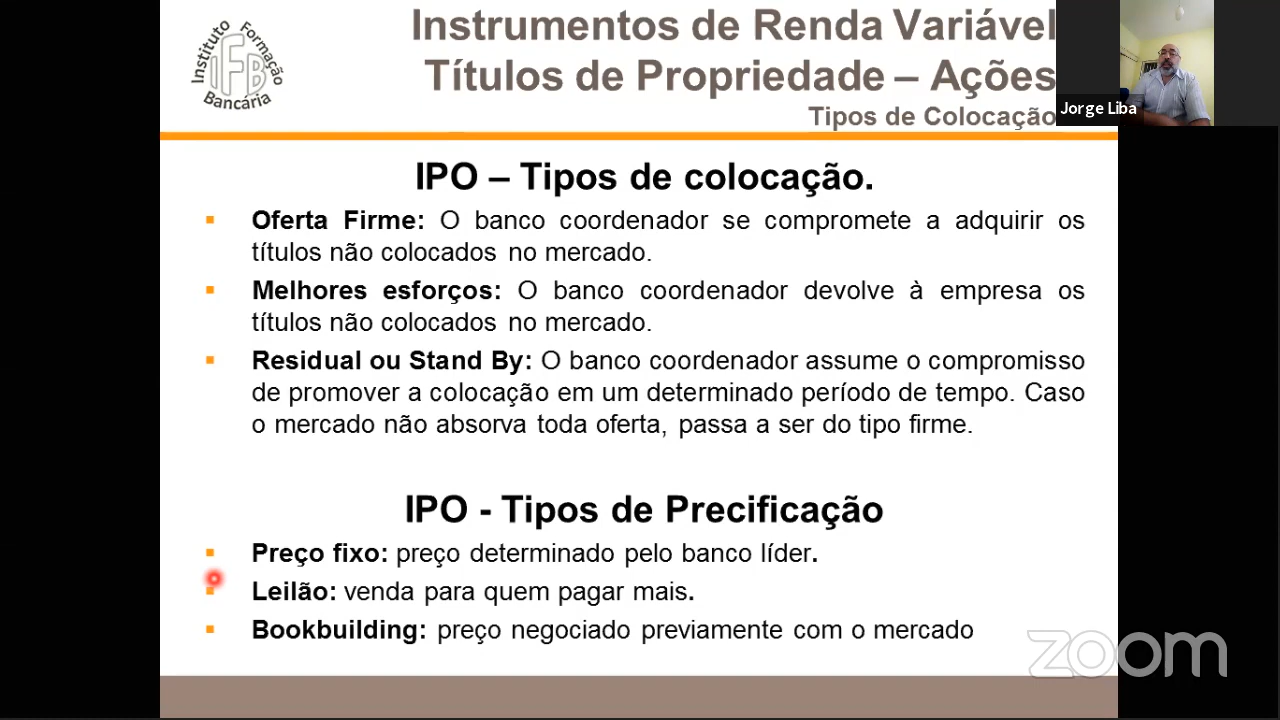 Instituto Formação
IFB
Bancária
Instrumentos de Renda Variável
Títulos de Propriedade – Ações
Tipos de Colocação
Jorge Liba
IPO – Tipos de colocação.
Oferta Firme: O banco coordenador se compromete a adquirir os
títulos não colocados no mercado.
Melhores esforços: O banco coordenador devolve à empresa os
títulos não colocados no mercado.
Residual ou Stand By: O banco coordenador assume o compromisso
de promover a colocação em um determinado período de tempo. Caso
o mercado não absorva toda oferta, passa a ser do tipo firme.
IPO - Tipos de Precificação
Preço fixo: preço determinado pelo banco líder.
Leilão: venda para quem pagar mais.
Bookbuilding: preço negociado previamente com o mercado
zoom